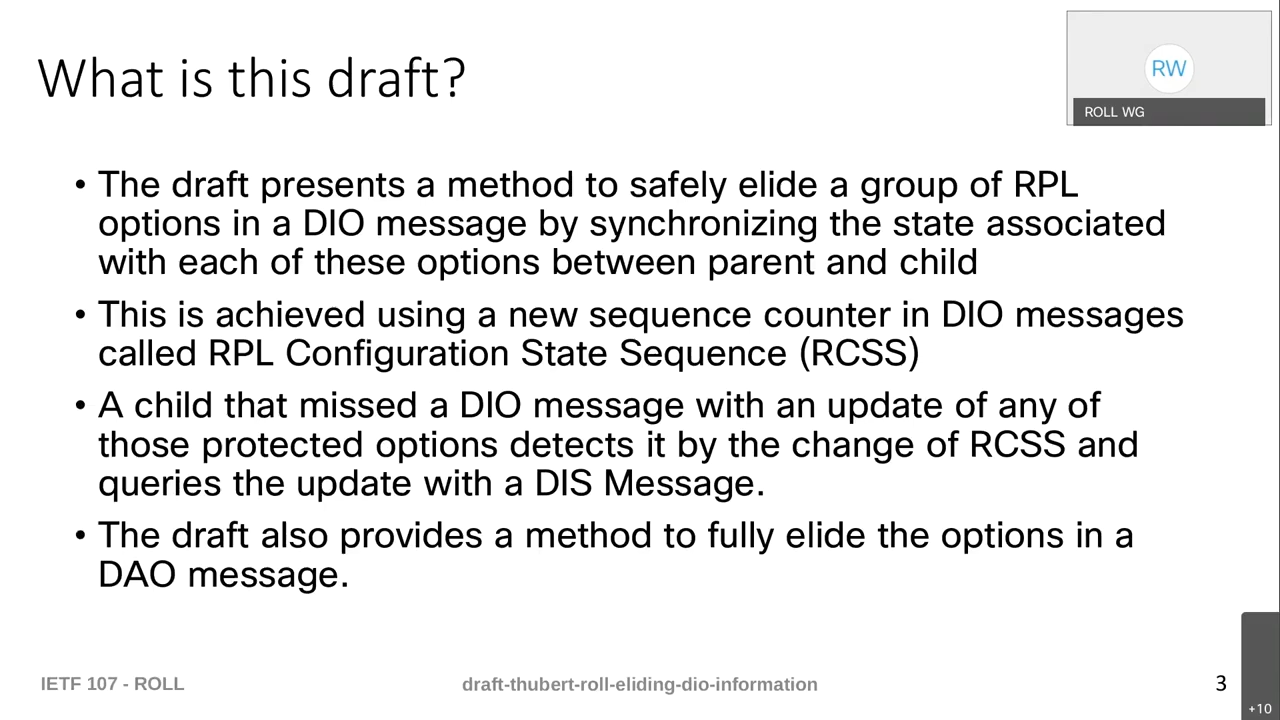 What is this draft?
RW
ROLL WG
• The draft presents a method to safely elide a group of RPL
options in a DIO message by synchronizing the state associated
with each of these options between parent and child
• This is achieved using a new sequence counter in DIO messages
called RPL Configuration State Sequence (RCSS)
• A child that missed a DIO message with an update of any of
those protected options detects it by the change of RCSS and
queries the update with a DIS Message.
• The draft also provides a method to fully elide the options in a
DAO message.
IETF 107 - ROLL
draft-thubert-roll-eliding-dio-information
3
+10